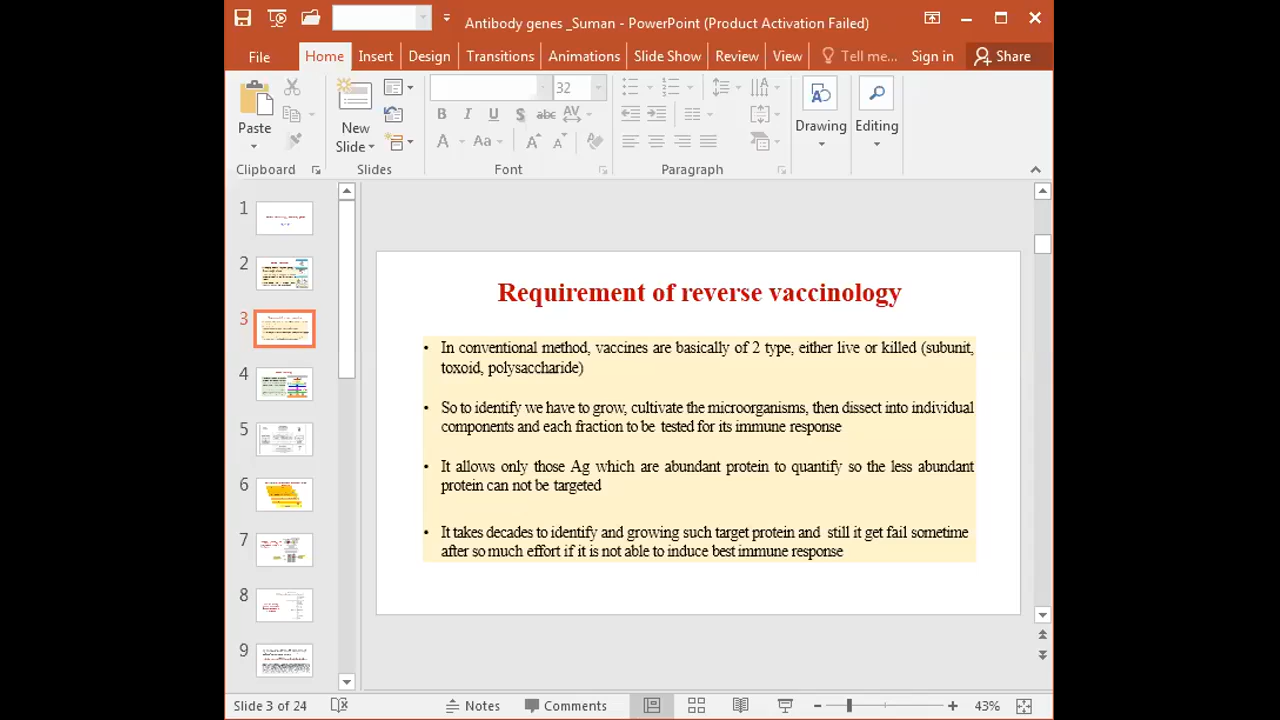 Antibody genes _Suman - PowerPoint (Product Activation Failed)
File Home Insert Design Transitions Animations Slide Show Review View Tell me... Sign in Share
32
B I U S abc AV
A Aa A A
Paste New Slide Drawing Editing
Clipboard Slides Font Paragraph
1
2
3
4
5
6
7
8
9
Requirement of reverse vaccinology
• In conventional method, vaccines are basically of 2 type, either live or killed (subunit,
toxoid, polysaccharide)
• So to identify we have to grow, cultivate the microorganisms, then dissect into individual
components and each fraction to be tested for its immune response
• It allows only those Ag which are abundant protein to quantify so the less abundant
protein can not be targeted
• It takes decades to identify and growing such target protein and still it get fail sometime
after so much effort if it is not able to induce best immune response
Slide 3 of 24 Notes Comments 43%